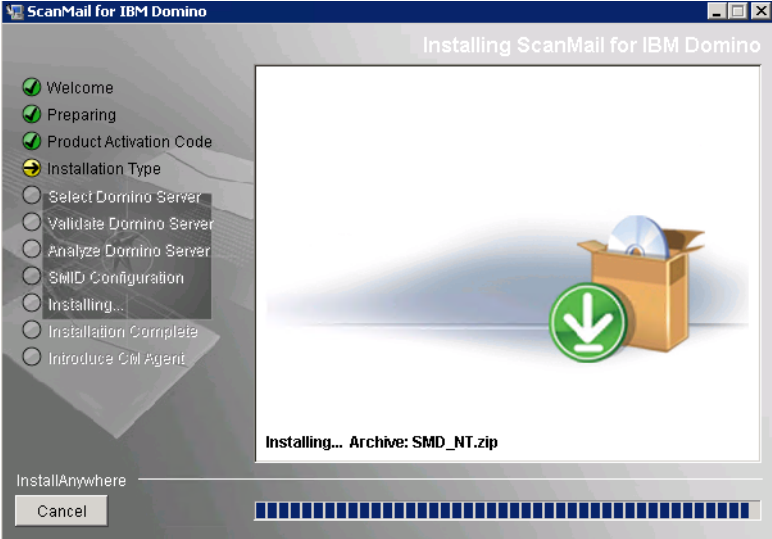 ScanMail for IBM Domino
Installing ScanMail for IBM Domino
Welcome
Preparing
Product Activation Code
Installation Type
Select Domino Server
Validate Domino Server
Analyze Domino Server
SMID Configuration
Installing...
Installation Complete
Introduce CM Agent
Installing... Archive: SMD_NT.zip
InstallAnywhere
Cancel